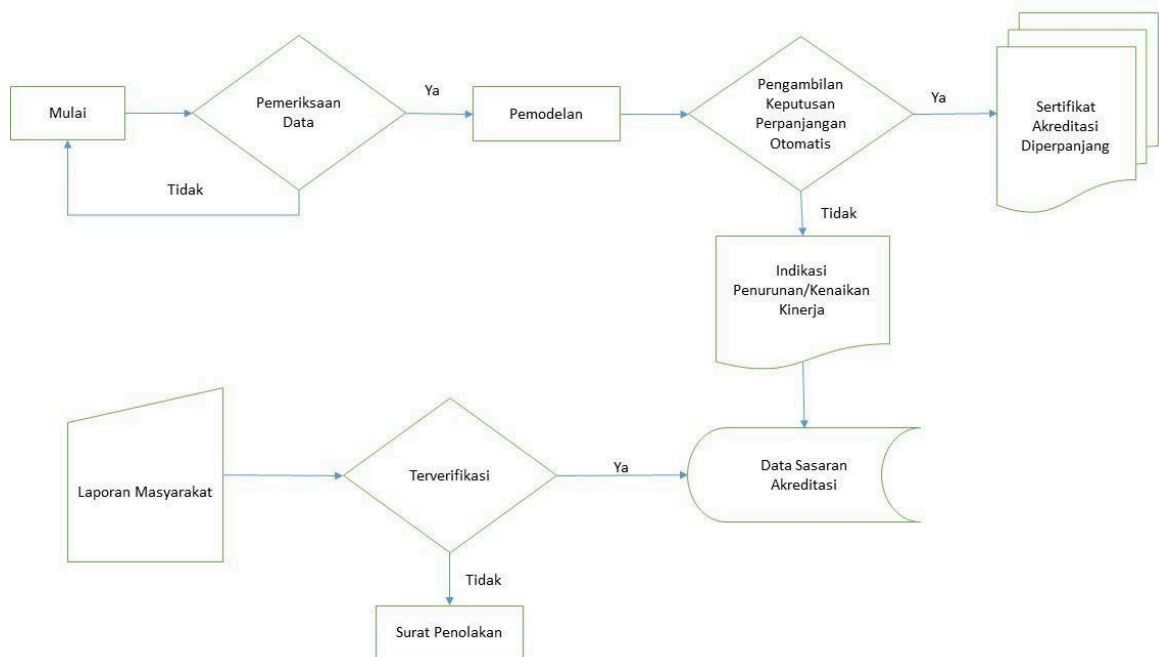 Mulai
Pemeriksaan
Data
Ya
Tidak
Pemodelan
Pengambilan
Keputusan
Perpanjangan
Otomatis
Ya
Tidak
Sertifikat
Akreditasi
Diperpanjang
Indikasi
Penurunan/Kenaikan
Kinerja
Laporan Masyarakat
Terverifikasi
Ya
Tidak
Data Sasaran
Akreditasi
Surat Penolakan